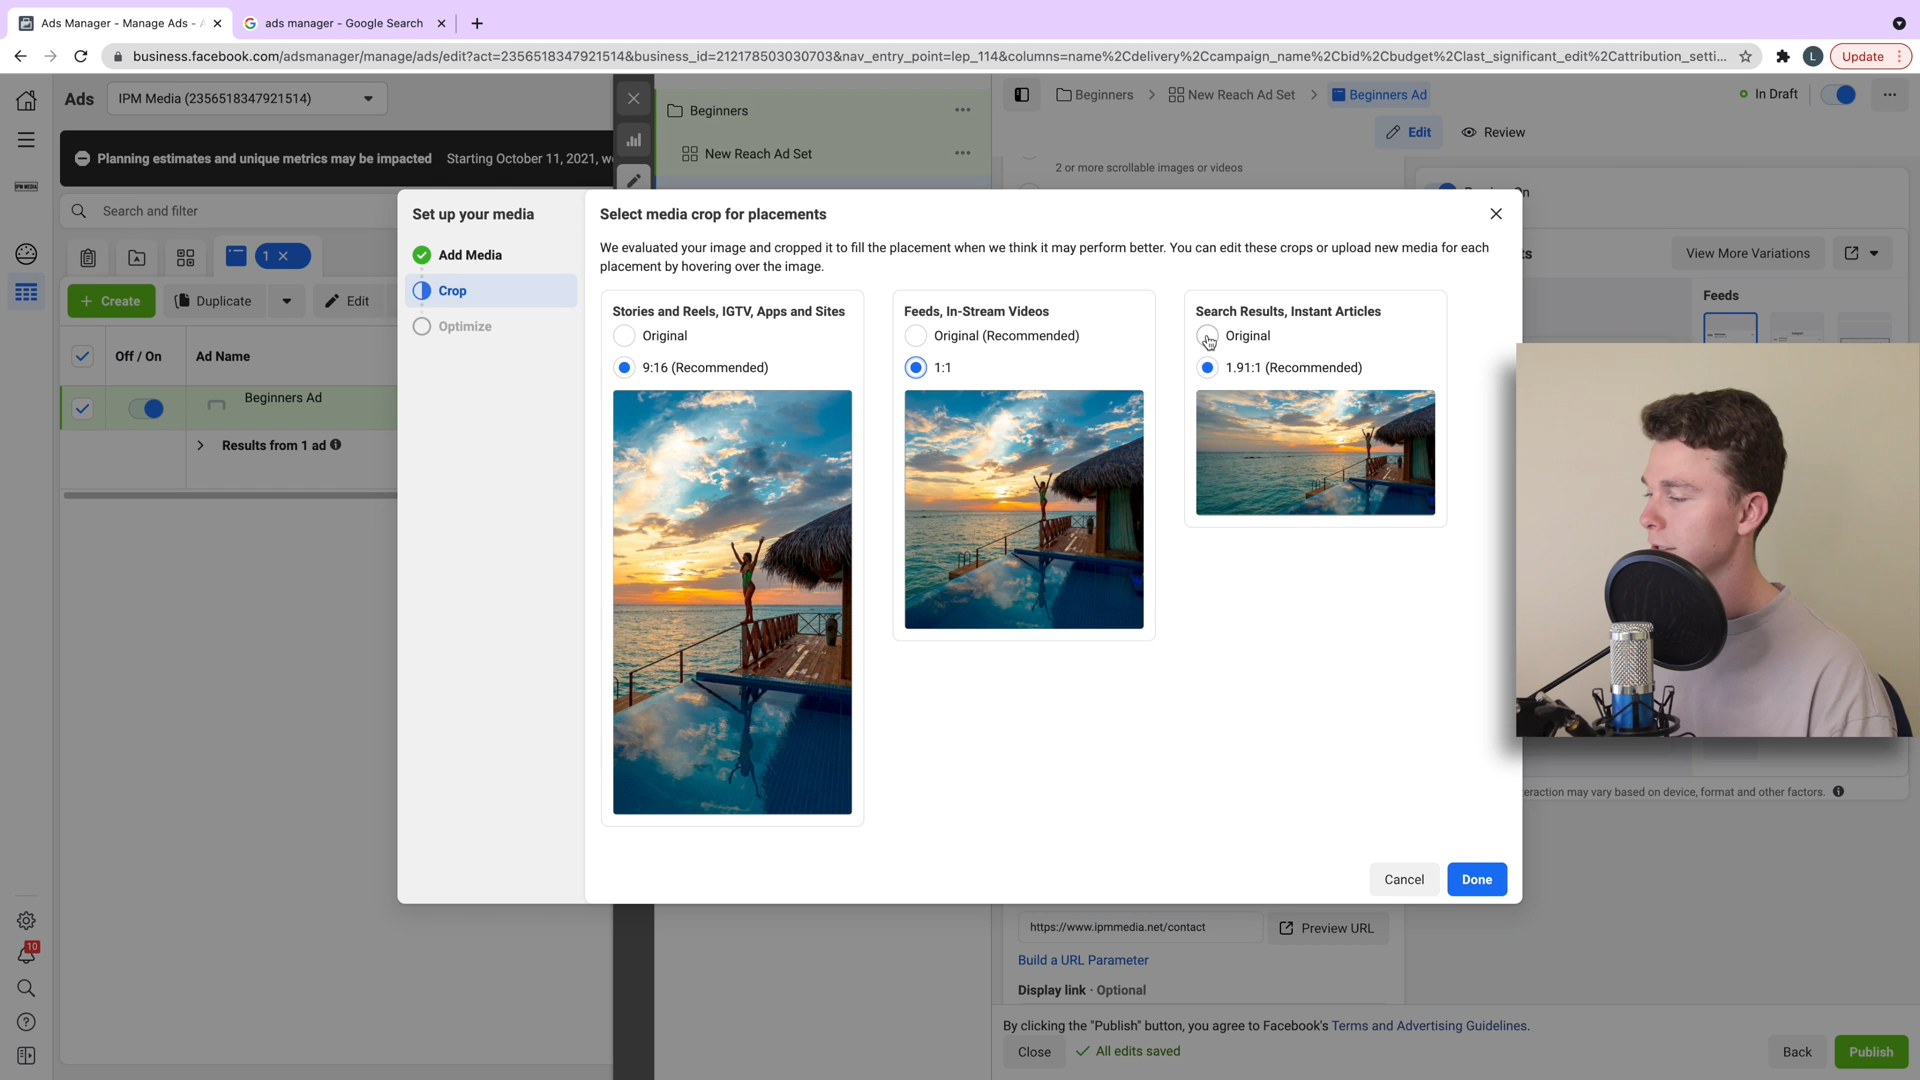 Ads Manager - Manage Ads - A
ads manager - Google Search
business.facebook.com/adsmanager/manage/ads/edit?act=2356518347921514&business_id=212178503030703&nav_entry_point=lep_114&columns=name%2Cdelivery%2Ccampaign_name%2Cbid%2Cbudget%2Clast_significant_edit%2Cattribution_setti...
L
Update
Ads
IPM Media (2356518347921514)
Beginners
Beginners
New Reach Ad Set
Beginners Ad
In Draft
Edit
Review
Planning estimates and unique metrics may be impacted
Starting October 11, 2021, we
New Reach Ad Set
2 or more scrollable images or videos
IPM MEDIA
Search and filter
1
View More Variations
Create
Duplicate
Edit
Feeds
Off / On
Ad Name
Beginners Ad
Results from 1 ad
Set up your media
Add Media
Crop
Optimize
Select media crop for placements
We evaluated your image and cropped it to fill the placement when we think it may perform better. You can edit these crops or upload new media for each
placement by hovering over the image.
Stories and Reels, IGTV, Apps and Sites
Original
9:16 (Recommended)
Feeds, In-Stream Videos
Original (Recommended)
1:1
Search Results, Instant Articles
Original
1.91:1 (Recommended)
Cancel
Done
eraction may vary based on device, format and other factors.
https://www.ipmmedia.net/contact
Preview URL
Build a URL Parameter
Display link · Optional
By clicking the "Publish" button, you agree to Facebook's Terms and Advertising Guidelines.
Close
All edits saved
Back
Publish
10